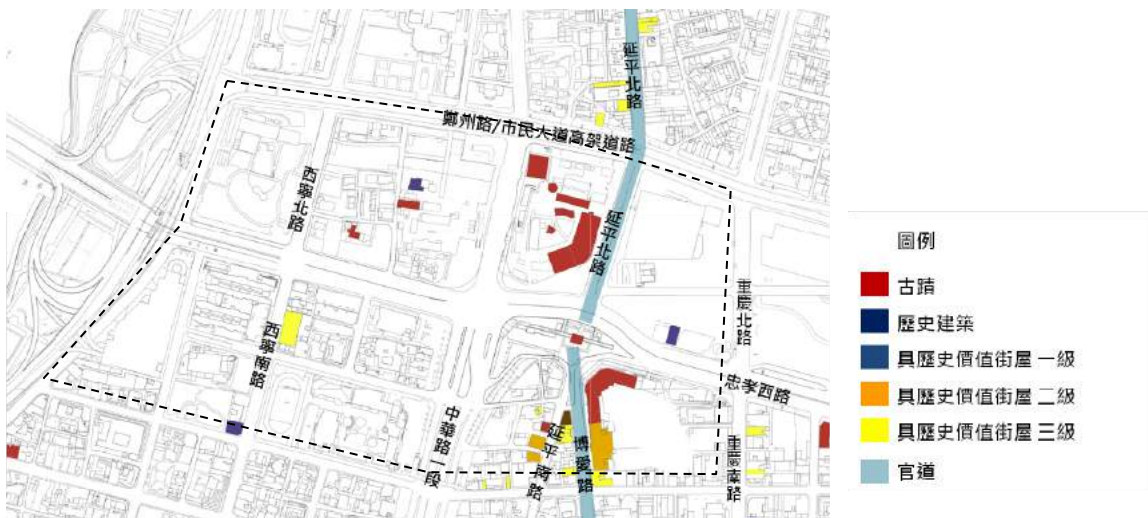 延平北路
鄭州路/市民大道高架道路
西寧北路
延平北路
重慶北路
西寧南路
忠孝西路
中華路一段
延平南路
博愛路
重慶南路
圖例
古蹟
歷史建築
具歷史價值街屋 一級
具歷史價值街屋 二級
具歷史價值街屋 三級
官道